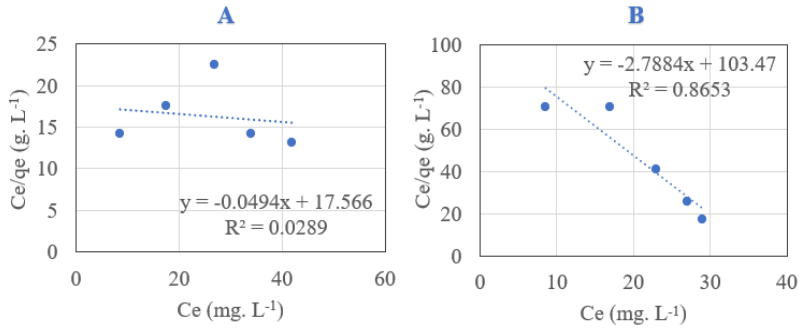 A
25
20
15
10
5
0
Ce/qe (g. L⁻¹)
y = -0.0494x + 17.566
R² = 0.0289
0 20 40 60
Ce (mg. L⁻¹)
B
100
80
60
40
20
0
Ce/qe (g. L⁻¹)
y = -2.7884x + 103.47
R² = 0.8653
0 10 20 30 40
Ce (mg. L⁻¹)